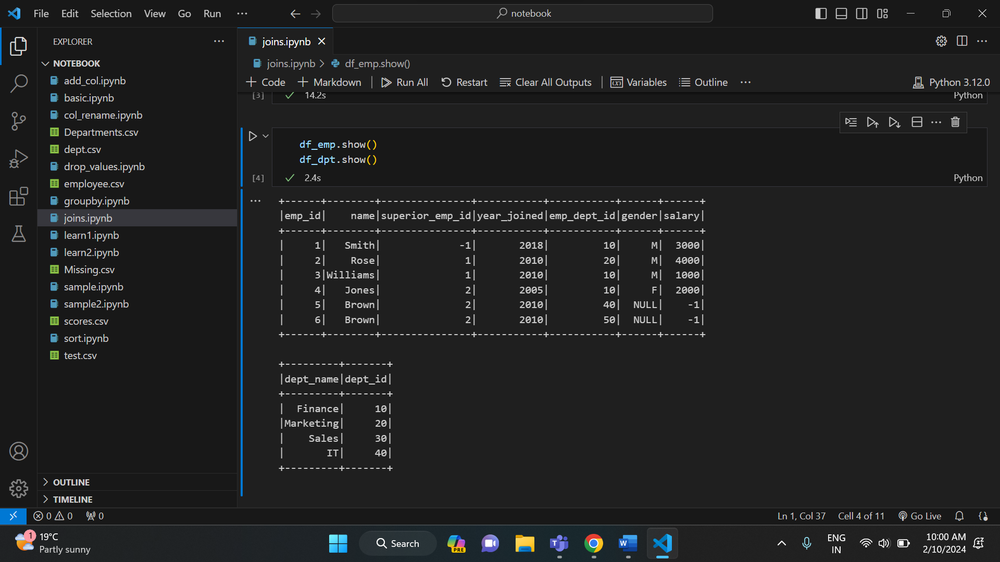 File Edit Selection View Go Run ··· notebook
EXPLORER ···
joins.ipynb
NOTEBOOK
joins.ipynb > df_emp.show()
+ Code + Markdown | Run All Restart Clear All Outputs | Variables Outline ··· Python 3.12.0
add_col.ipynb
basic.ipynb
col_rename.ipynb
Departments.csv
dept.csv
drop_values.ipynb
employee.csv
groupby.ipynb
joins.ipynb
learn1.ipynb
learn2.ipynb
Missing.csv
sample.ipynb
sample2.ipynb
scores.csv
sort.ipynb
test.csv
OUTLINE
TIMELINE
[3] 14.2s Python
df_emp.show()
df_dpt.show()
[4] 2.4s Python
+------+--------+---------------+-----------+-----------+------+------+
|emp_id|    name|superior_emp_id|year_joined|emp_dept_id|gender|salary|
+------+--------+---------------+-----------+-----------+------+------+
|     1|   Smith|             -1|       2018|         10|     M|  3000|
|     2|    Rose|              1|       2010|         20|     M|  4000|
|     3|Williams|              1|       2010|         10|     M|  1000|
|     4|   Jones|              2|       2005|         10|     F|  2000|
|     5|   Brown|              2|       2010|         40|  NULL|    -1|
|     6|   Brown|              2|       2010|         50|  NULL|    -1|
+------+--------+---------------+-----------+-----------+------+------+
+---------+-------+
|dept_name|dept_id|
+---------+-------+
|  Finance|     10|
|Marketing|     20|
|    Sales|     30|
|       IT|     40|
+---------+-------+
0 0 0 Ln 1, Col 37 Cell 4 of 11 Go Live
1 19°C
Partly sunny
Search
PRE
ENG
IN
10:00 AM
2/10/2024